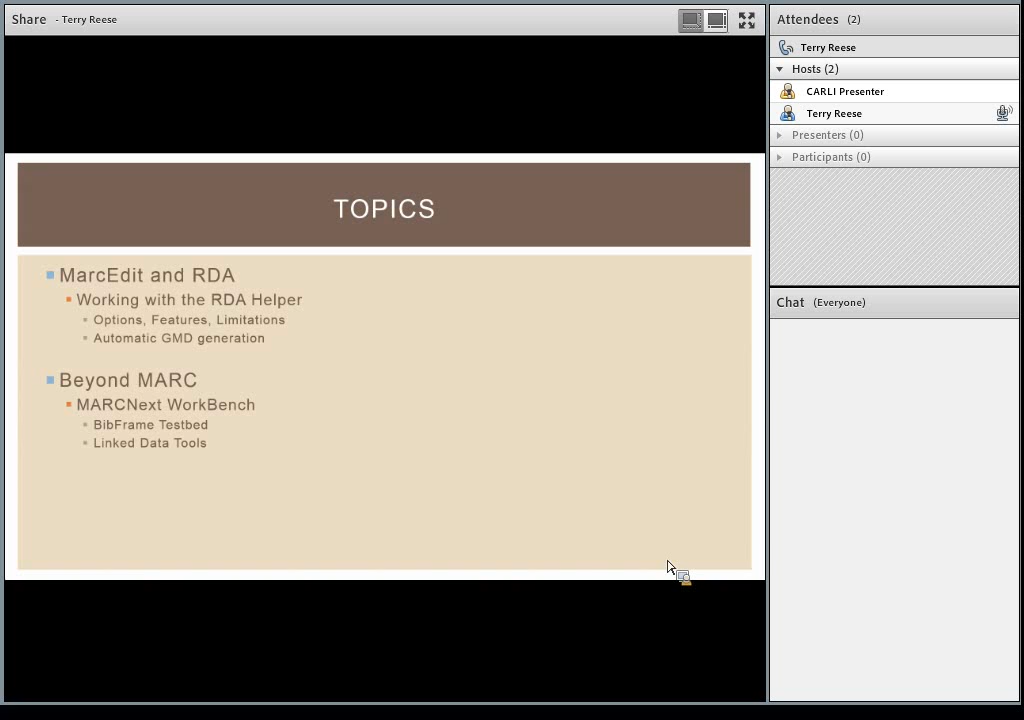 Share - Terry Reese
TOPICS
MarcEdit and RDA
Working with the RDA Helper
Options, Features, Limitations
Automatic GMD generation
Beyond MARC
MARCNext WorkBench
BibFrame Testbed
Linked Data Tools
Attendees (2)
Terry Reese
Hosts (2)
CARLI Presenter
Terry Reese
Presenters (0)
Participants (0)
Chat (Everyone)